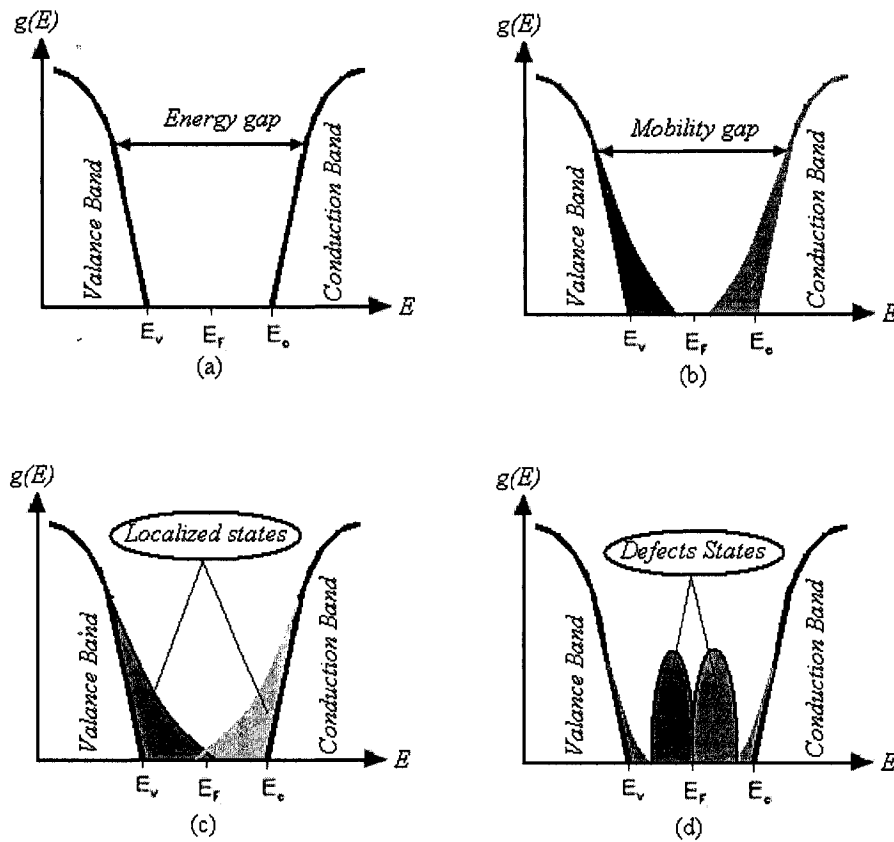 g(E)
Energy gap
Valance Band
Conduction Band
E
Ev
EF
Ec
(a)
g(E)
Mobility gap
Valance Band
Conduction Band
E
Ev
EF
Ec
(b)
g(E)
Localized states
Valance Band
Conduction Band
E
Ev
EF
Ec
(c)
g(E)
Defects States
Valance Band
Conduction Band
E
Ev
EF
Ec
(d)